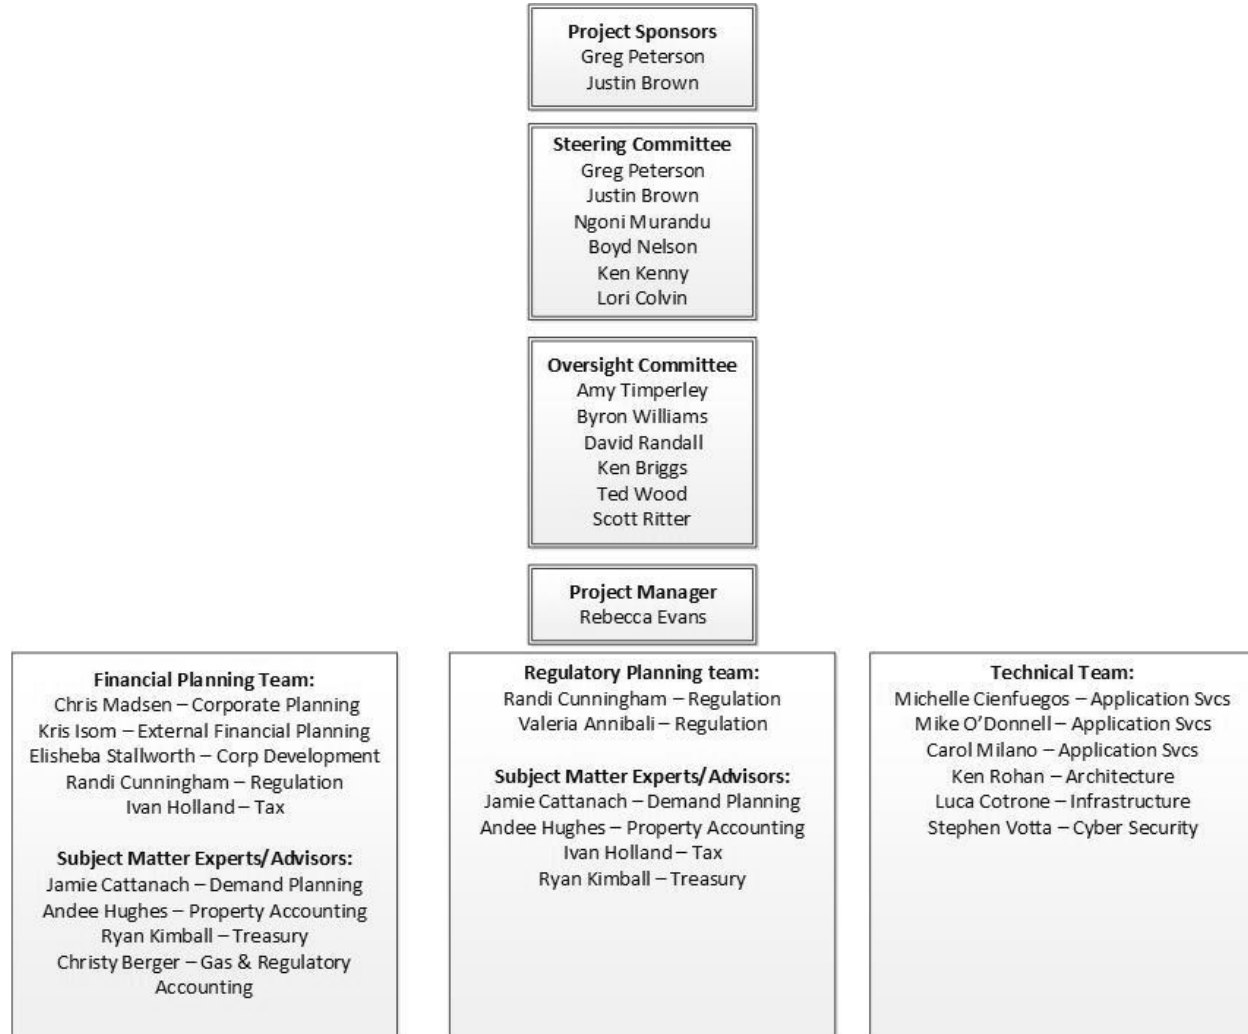 Project Sponsors
Greg Peterson
Justin Brown
Steering Committee
Greg Peterson
Justin Brown
Ngoni Murandu
Boyd Nelson
Ken Kenny
Lori Colvin
Oversight Committee
Amy Timperley
Byron Williams
David Randall
Ken Briggs
Ted Wood
Scott Ritter
Project Manager
Rebecca Evans
Financial Planning Team:
Chris Madsen – Corporate Planning
Kris Isom – External Financial Planning
Elisheba Stallworth – Corp Development
Randi Cunningham – Regulation
Ivan Holland – Tax
Subject Matter Experts/Advisors:
Jamie Cattanach – Demand Planning
Andee Hughes – Property Accounting
Ryan Kimball – Treasury
Christy Berger – Gas & Regulatory
Accounting
Regulatory Planning team:
Randi Cunningham – Regulation
Valeria Annibali – Regulation
Subject Matter Experts/Advisors:
Jamie Cattanach – Demand Planning
Andee Hughes – Property Accounting
Ivan Holland – Tax
Ryan Kimball – Treasury
Technical Team:
Michelle Cienfuegos – Application Svcs
Mike O’Donnell – Application Svcs
Carol Milano – Application Svcs
Ken Rohan – Architecture
Luca Cotrone – Infrastructure
Stephen Votta – Cyber Security